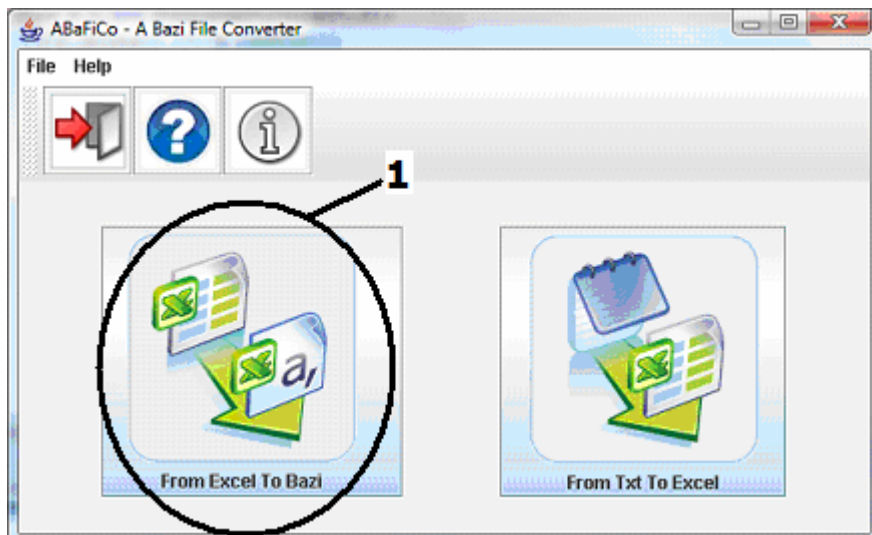 ABaFiCo - A Bazi File Converter
File Help
1
From Excel To Bazi
From Txt To Excel